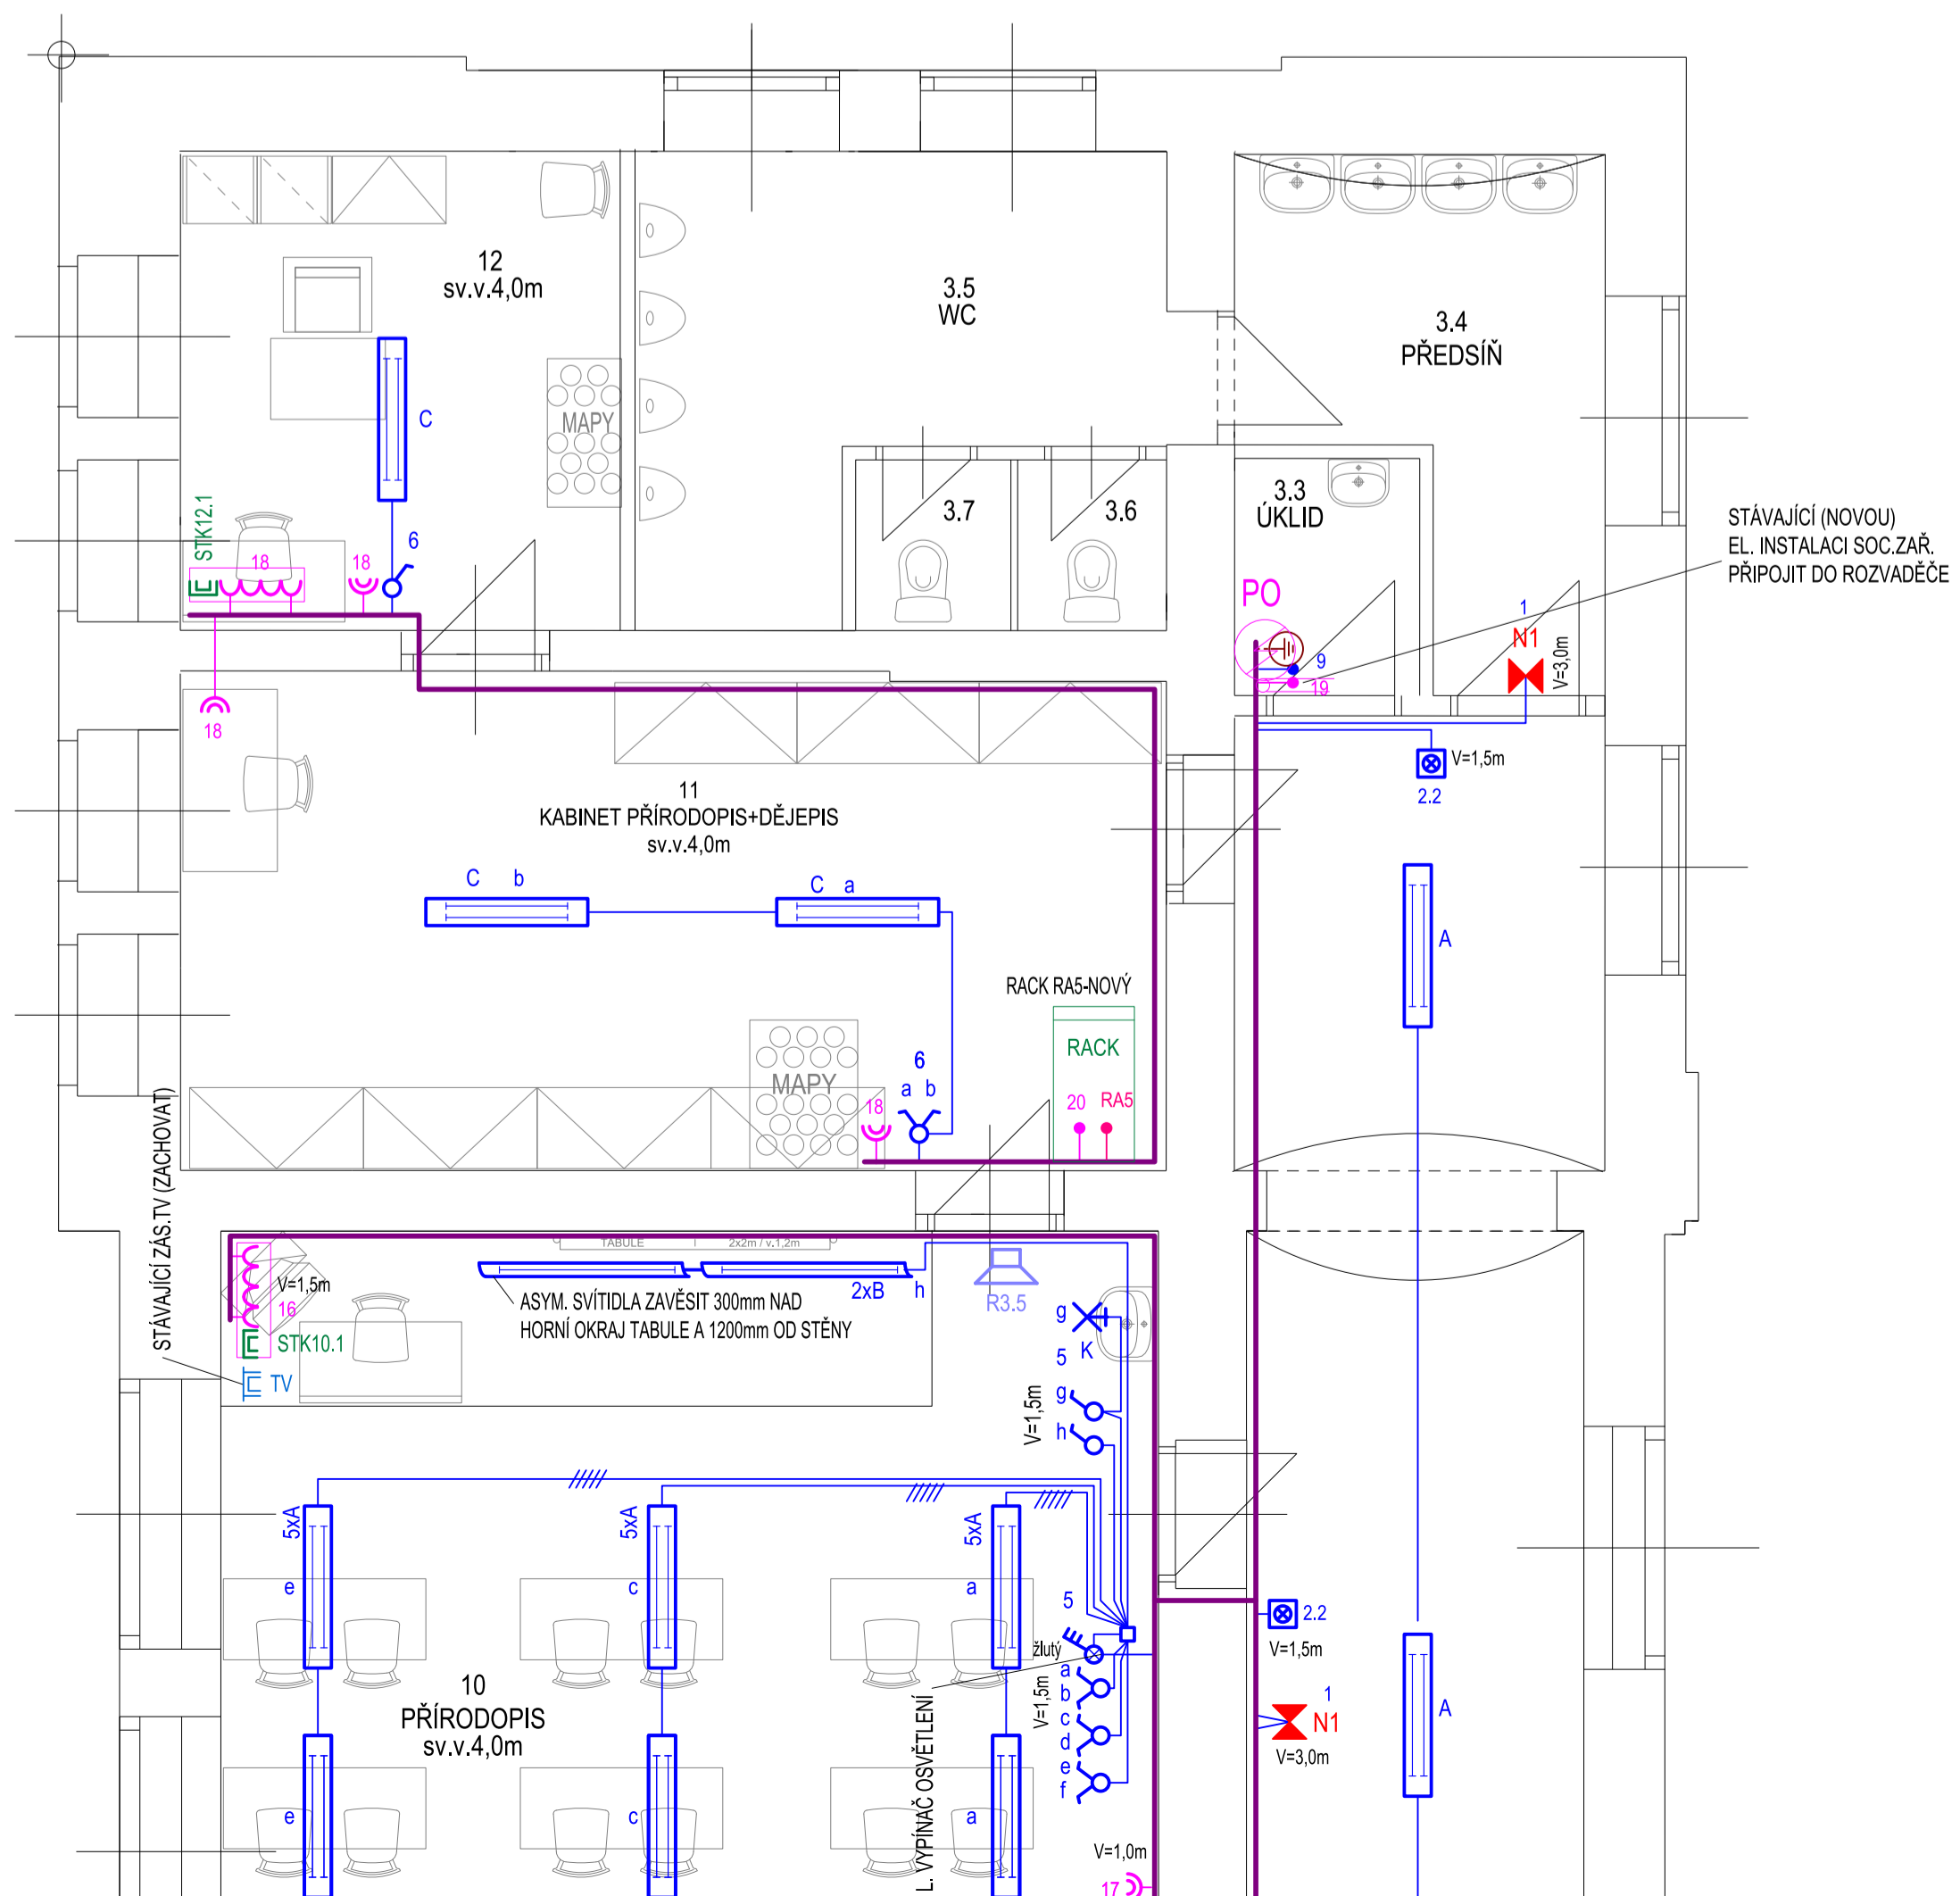 12
sv.v.4,0m
3.5
WC
3.4
PŘEDSÍŇ
MAPY
C
STK12.1
6
18
18
3.7
3.6
3.3
ÚKLID
STÁVAJÍCÍ (NOVOU)
EL. INSTALACI SOC.ZAŘ.
PŘIPOJIT DO ROZVADĚČE
PO
9
19
1
N1
V=3,0m
18
V=1,5m
2.2
11
KABINET PŘÍRODOPIS+DĚJEPIS
sv.v.4,0m
C b
C a
A
RACK RA5-NOVÝ
RACK
MAPY
6
a b
18
20
RA5
STÁVAJÍCÍ ZÁS.TV (ZACHOVAT)
TABULE
2x2m / v.1,2m
V=1,5m
16
STK10.1
TV
2xB h
ASYM. SVÍTIDLA ZAVĚSIT 300mm NAD
HORNÍ OKRAJ TABULE A 1200mm OD STĚNY
R3.5
g
K
5
g
h
V=1,5m
5xA
5xA
5xA
e
c
a
5
žlutý
a
b
c
d
e
f
V=1,5m
L. VYPÍNAČ OSVĚTLENÍ
2.2
V=1,5m
1
N1
V=3,0m
A
10
PŘÍRODOPIS
sv.v.4,0m
e
c
a
V=1,0m
17